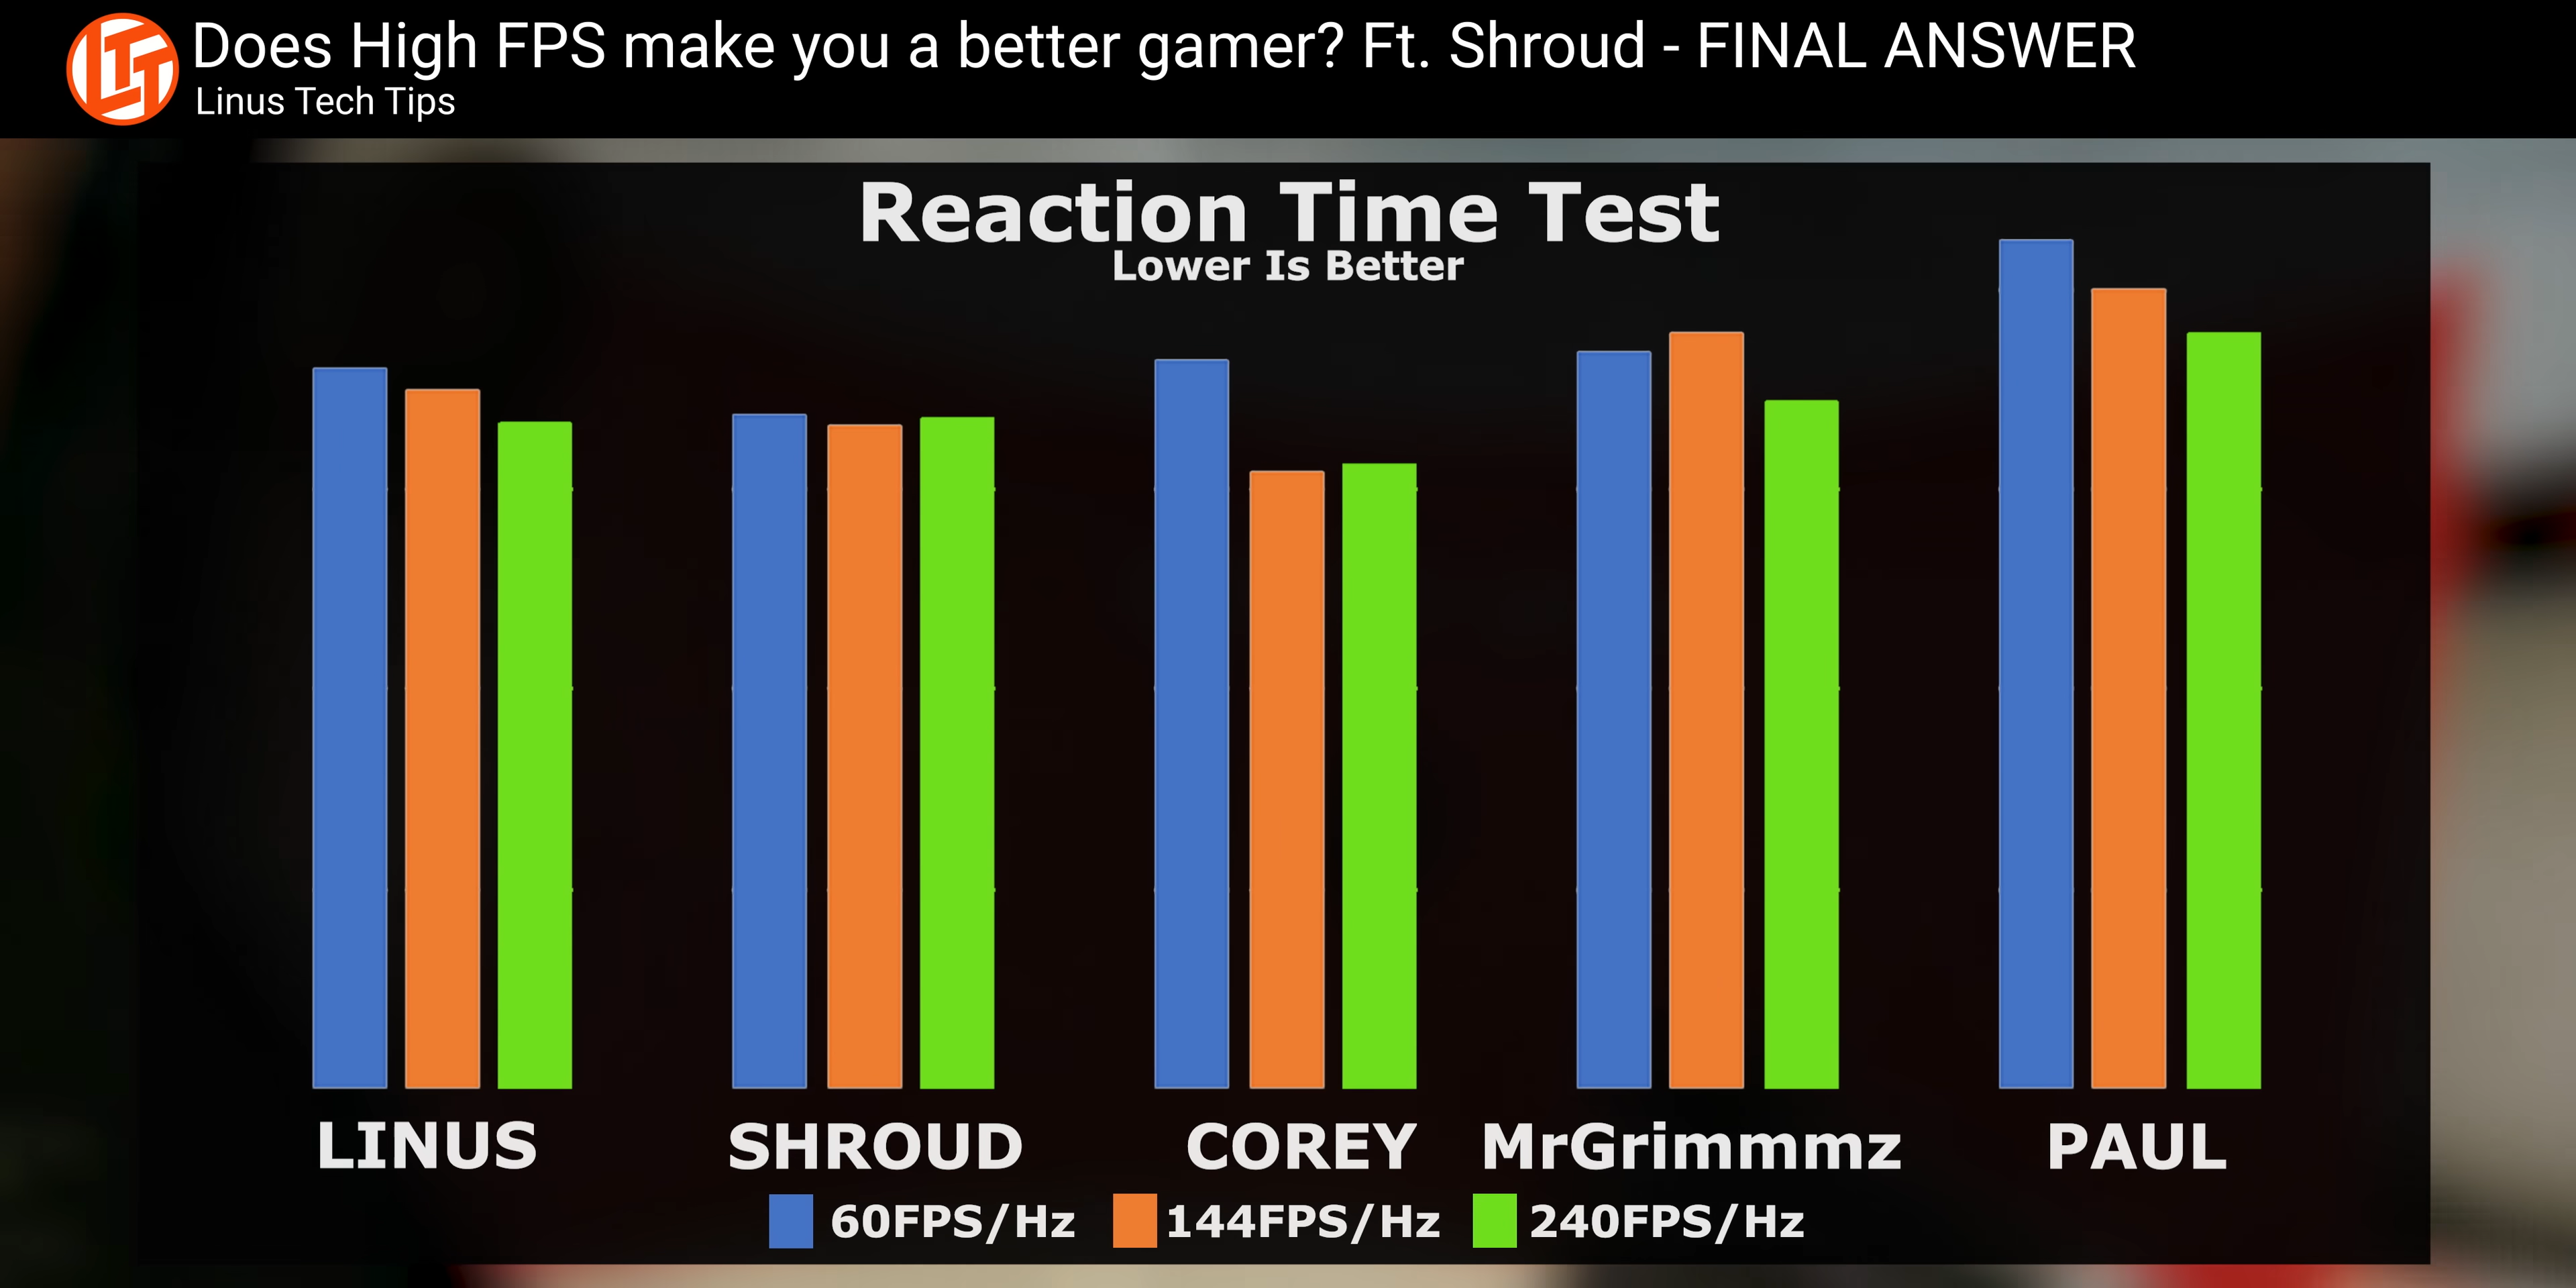 Does High FPS make you a better gamer? Ft. Shroud - FINAL ANSWER
Linus Tech Tips
Reaction Time Test
Lower Is Better
LINUS SHROUD COREY MrGrimmmz PAUL
60FPS/Hz 144FPS/Hz 240FPS/Hz